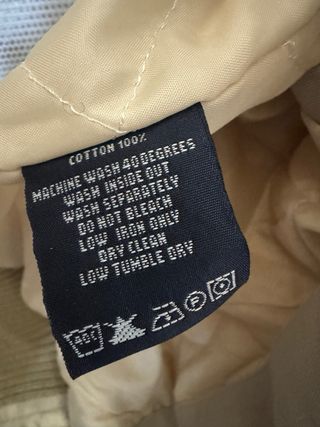 COTTON 100%
MACHINE WASH 40 DEGREES
WASH INSIDE OUT
WASH SEPARATELY
DO NOT BLEACH
LOW IRON ONLY
DRY CLEAN
LOW TUMBLE DRY
40C P